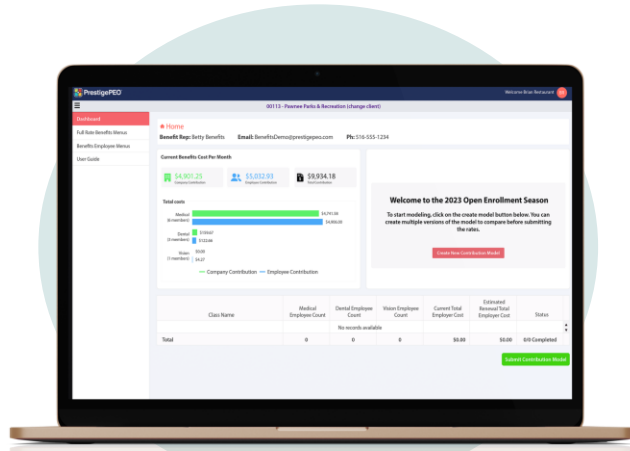 PrestigePEO
Welcome Brian Restaurant
00113 - Pawnee Parks & Recreation (change client)
Dashboard
Full Rate Benefits Menus
Benefits Employee Menus
User Guide
Home
Benefit Rep: Betty Benefits Email: BenefitsDemo@prestigepeo.com Ph: 516-555-1234
Current Benefits Cost Per Month
$4,901.25
Company Contribution
$5,032.93
Employee Contribution
$9,934.18
Total Contribution
Total costs
Medical
Dental
Vision
Company Contribution
Employee Contribution
Welcome to the 2023 Open Enrollment Season
To start modeling, click on the create model button below. You can
create multiple versions of the model to compare before submitting
the rates.
Create New Contribution Model
Class Name
Medical Employee Count
Dental Employee Count
Vision Employee Count
Current Total Employer Cost
Estimated Renewal Total Employer Cost
Status
No records available
Total 0 0 0 $0.00 $0.00 0/0 Completed
Submit Contribution Model